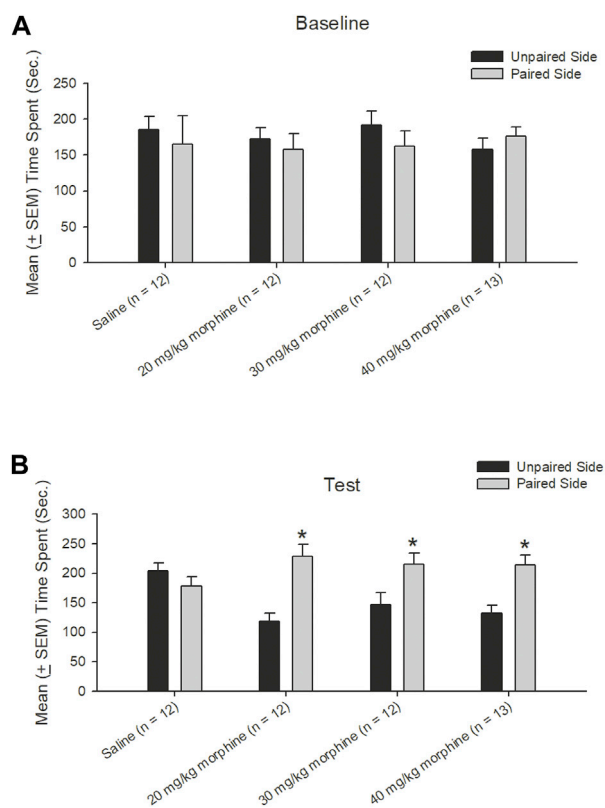 A
Baseline
Unpaired Side
Paired Side
Mean (+ SEM) Time Spent (Sec.)
250
200
150
100
50
0
Saline (n = 12)
20 mg/kg morphine (n = 12)
30 mg/kg morphine (n = 12)
40 mg/kg morphine (n = 13)
B
Test
Unpaired Side
Paired Side
Mean (+ SEM) Time Spent (Sec.)
300
250
200
150
100
50
0
*
*
*
Saline (n = 12)
20 mg/kg morphine (n = 12)
30 mg/kg morphine (n = 12)
40 mg/kg morphine (n = 13)